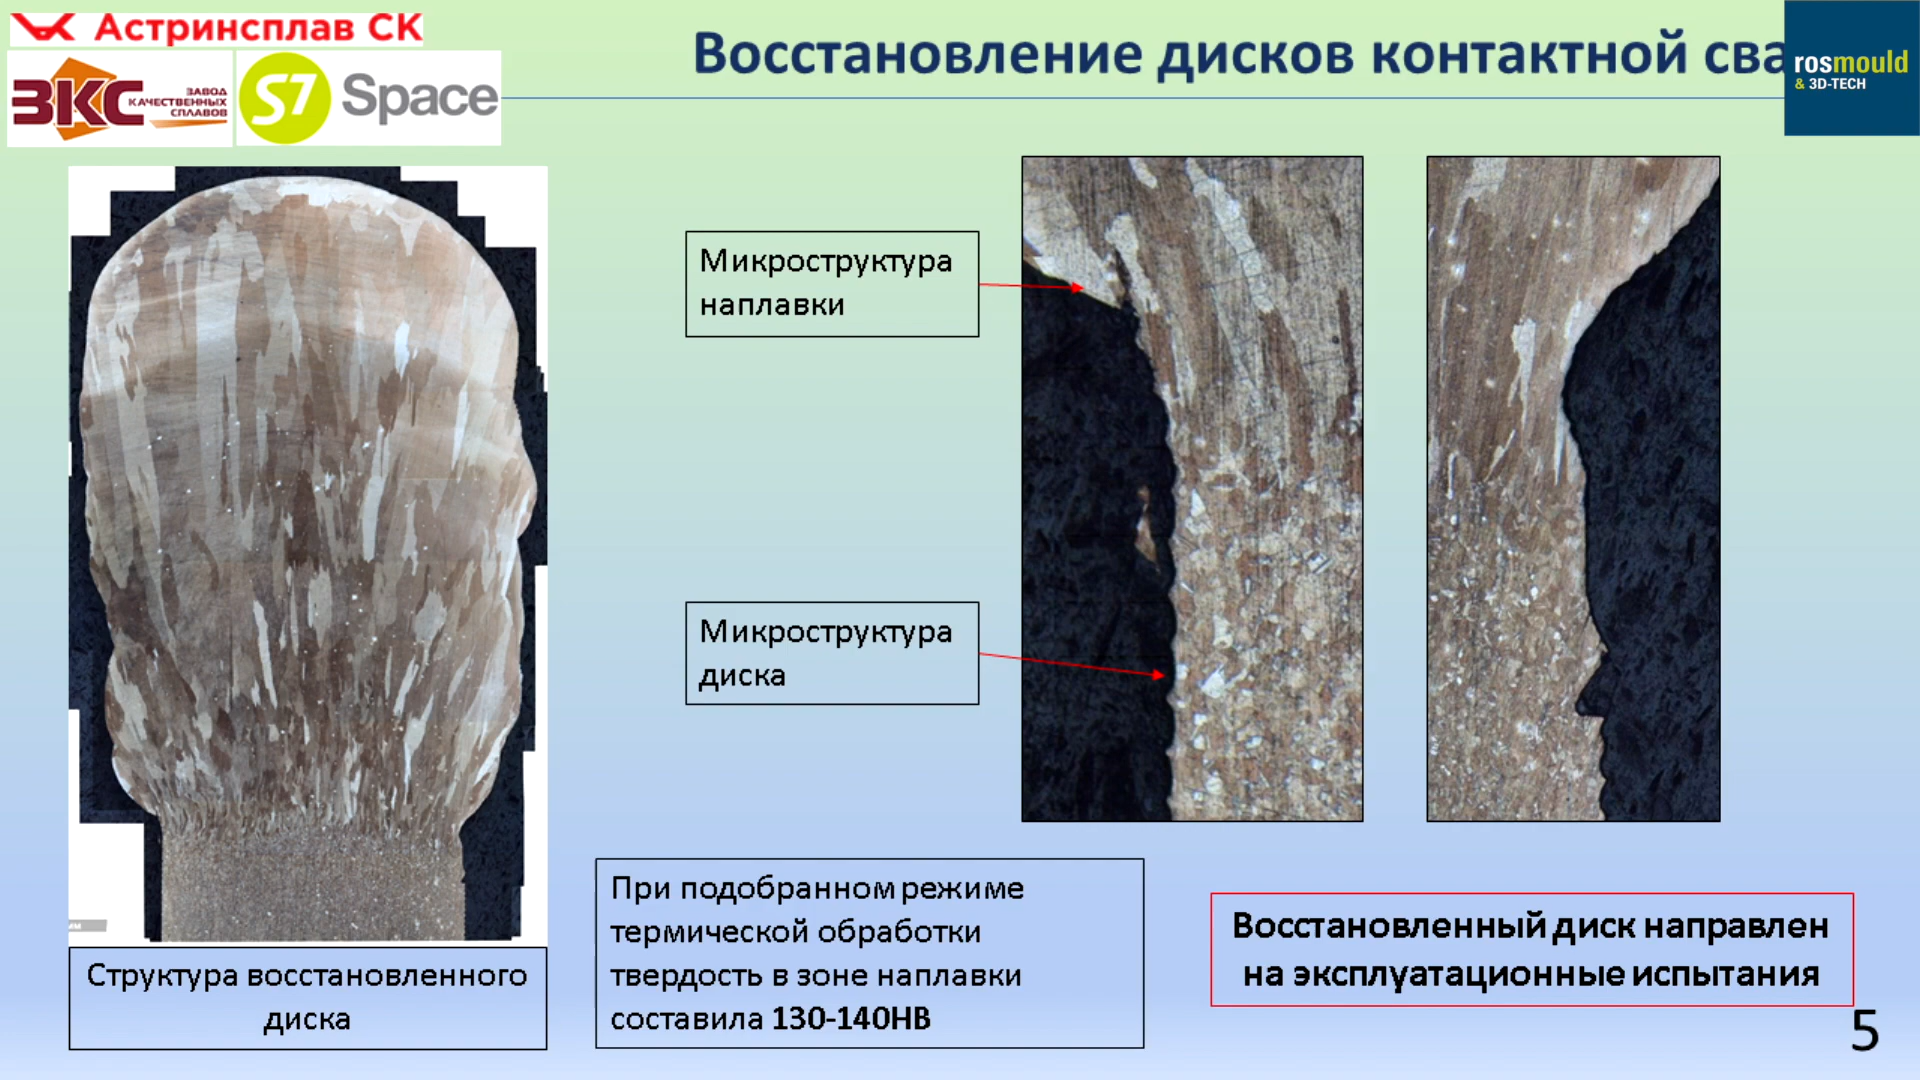 Астринсплав СК
ЗКС
ЗАВОД
КАЧЕСТВЕННЫХ
СПЛАВОВ
S7 Space
Восстановление дисков контактной
rosmould
& 3D-TECH
Микроструктура
наплавки
Микроструктура
диска
Структура восстановленного
диска
При подобранном режиме
термической обработки
твердость в зоне наплавки
составила 130-140НВ
Восстановленный диск направлен
на эксплуатационные испытания
5